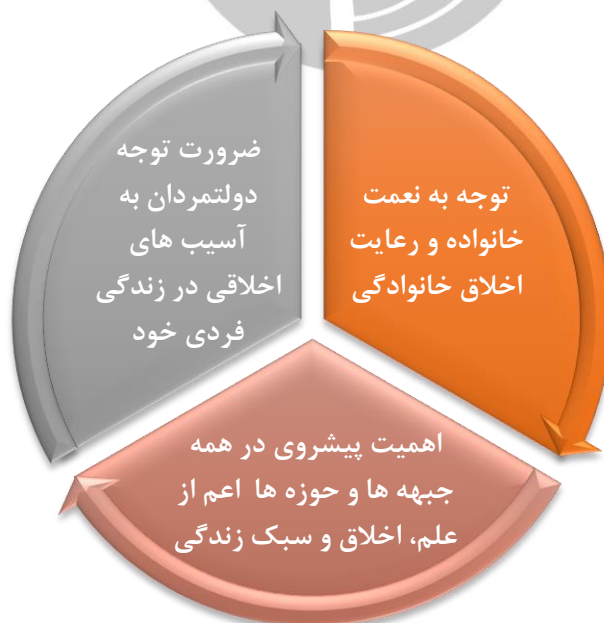 توجه به نعمت
خانواده و رعایت
اخلاق خانوادگی
اهمیت پیشروی در همه
جبهه ها و حوزه ها اعم از
علم، اخلاق و سبک زندگی
ضرورت توجه
دولتمردان به
آسیب های
اخلاقی در زندگی
فردی خود